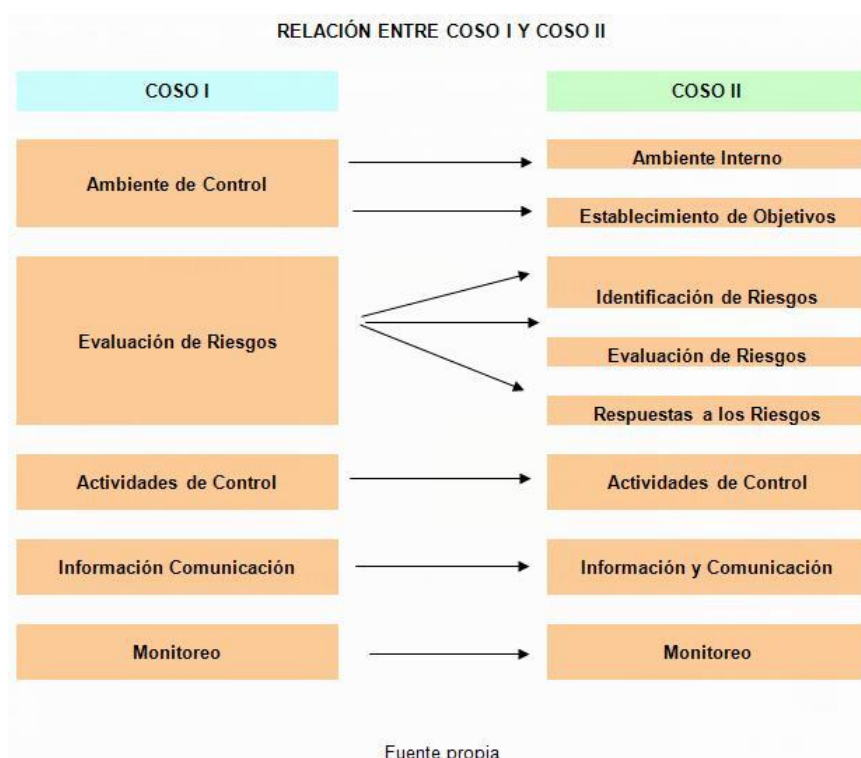 RELACIÓN ENTRE COSO I Y COSO II
COSO I
COSO II
Ambiente de Control
Ambiente Interno
Establecimiento de Objetivos
Evaluación de Riesgos
Identificación de Riesgos
Evaluación de Riesgos
Respuestas a los Riesgos
Actividades de Control
Actividades de Control
Información Comunicación
Información y Comunicación
Monitoreo
Monitoreo
Fuente propia